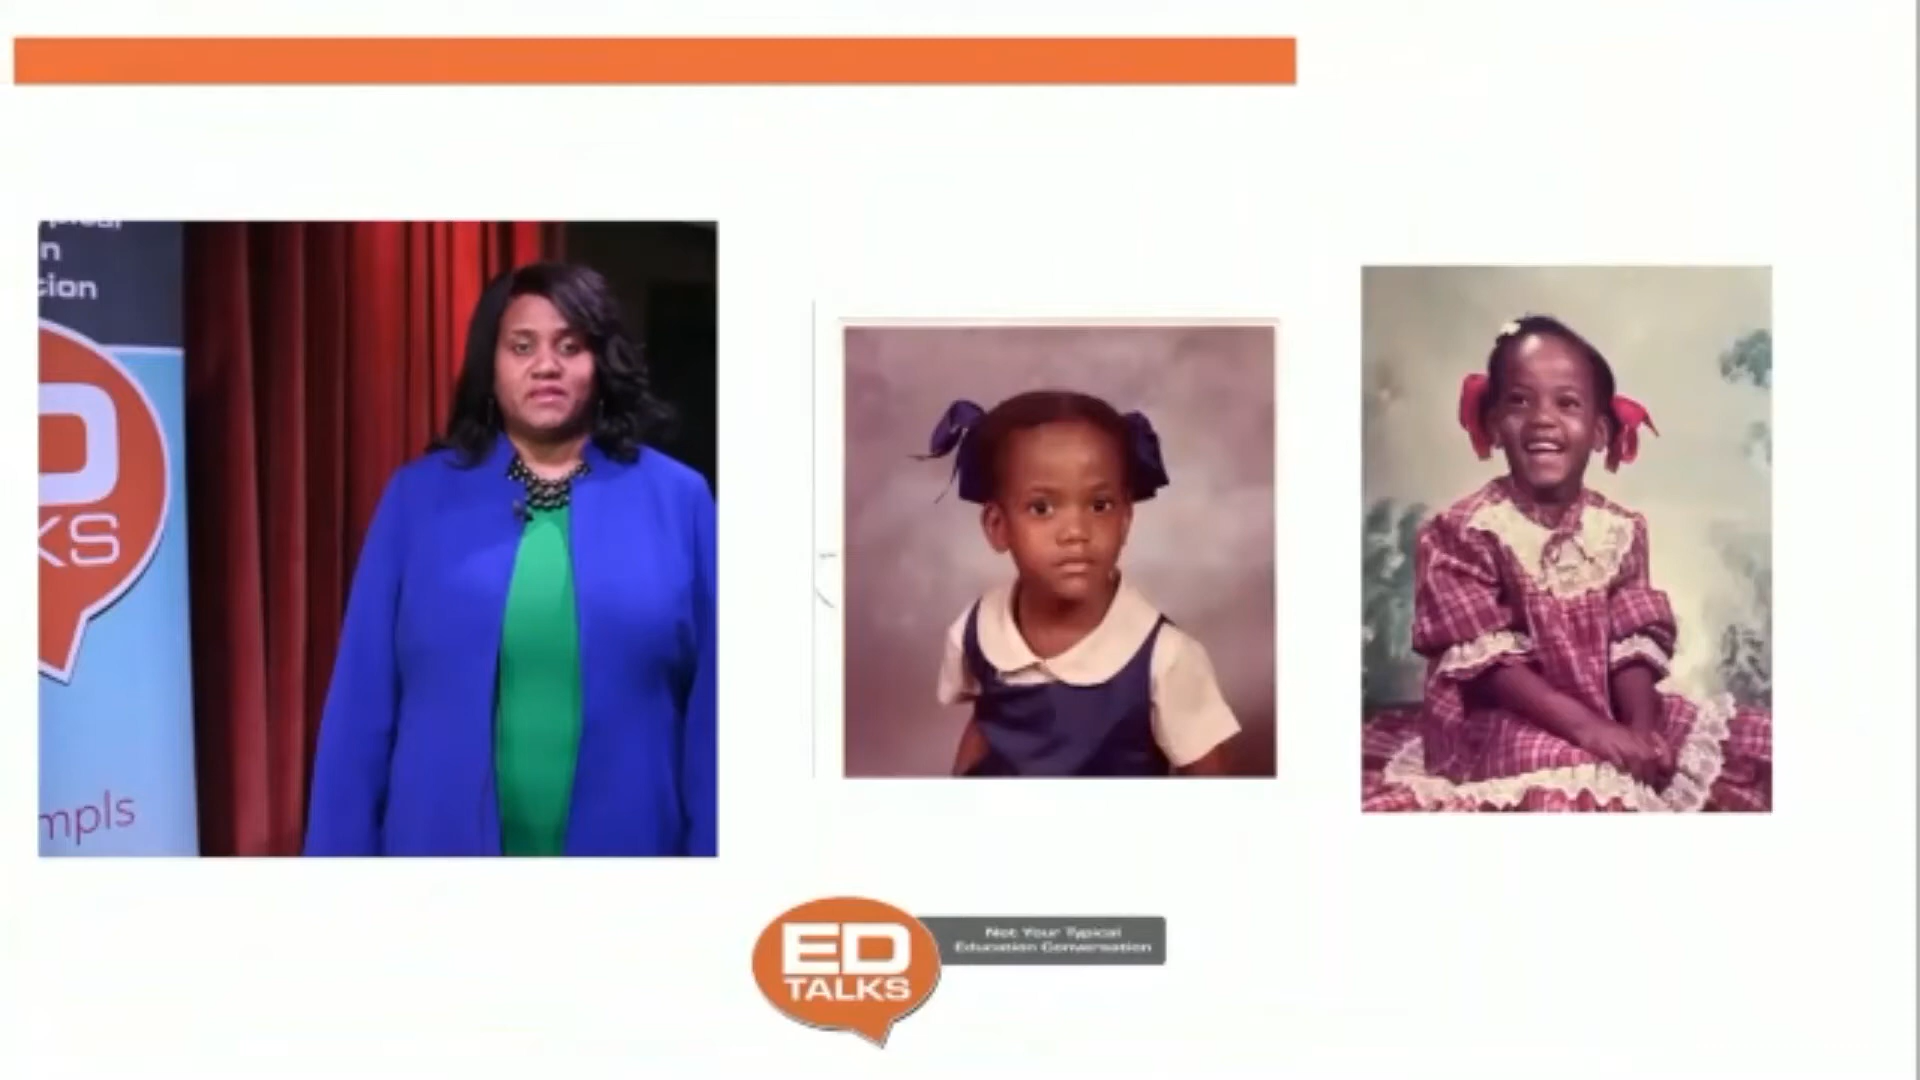 n
cion
D
KS
mpls
ED
TALKS
Not Your Typical
Education Conversation